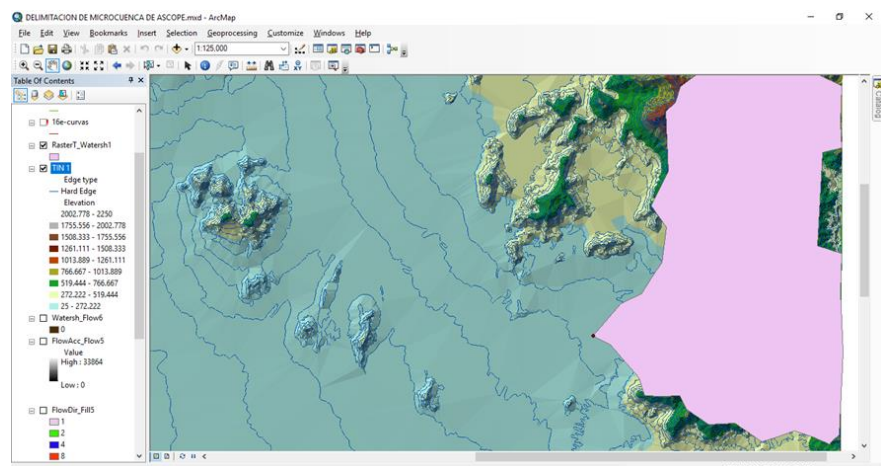 DELIMITACION DE MICROCUENCA DE ASCOPE.mxd - ArcMap
File Edit View Bookmarks Insert Selection Geoprocessing Customize Windows Help
1:125.000
Table Of Contents
16e-curvas
RasterT_Watersh1
TIN 1
Edge type
Hard Edge
Elevation
2002.778 - 2250
1755.556 - 2002.778
1508.333 - 1755.556
1261.111 - 1508.333
1013.889 - 1261.111
766.667 - 1013.889
519.444 - 766.667
272.222 - 519.444
25 - 272.222
Watersh_Flow6
0
FlowAcc_Flow5
Value
High : 33864
Low : 0
FlowDir_Fill5
1
2
4
8
Catalog